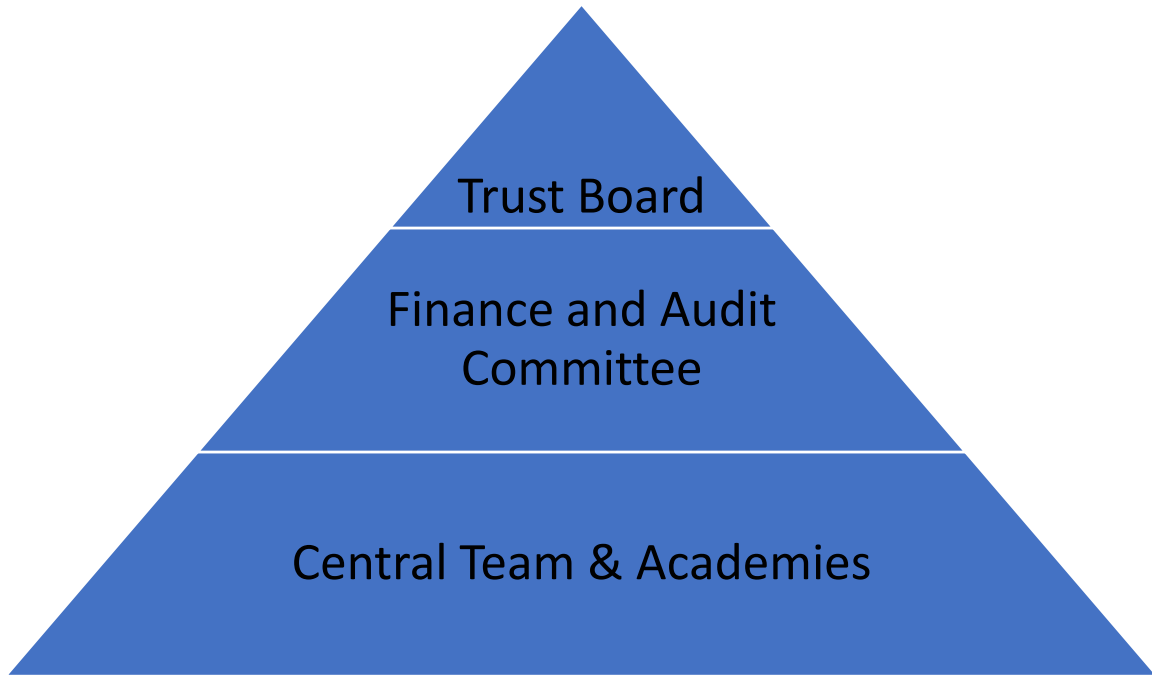 Trust Board
Finance and Audit
Committee
Central Team & Academies